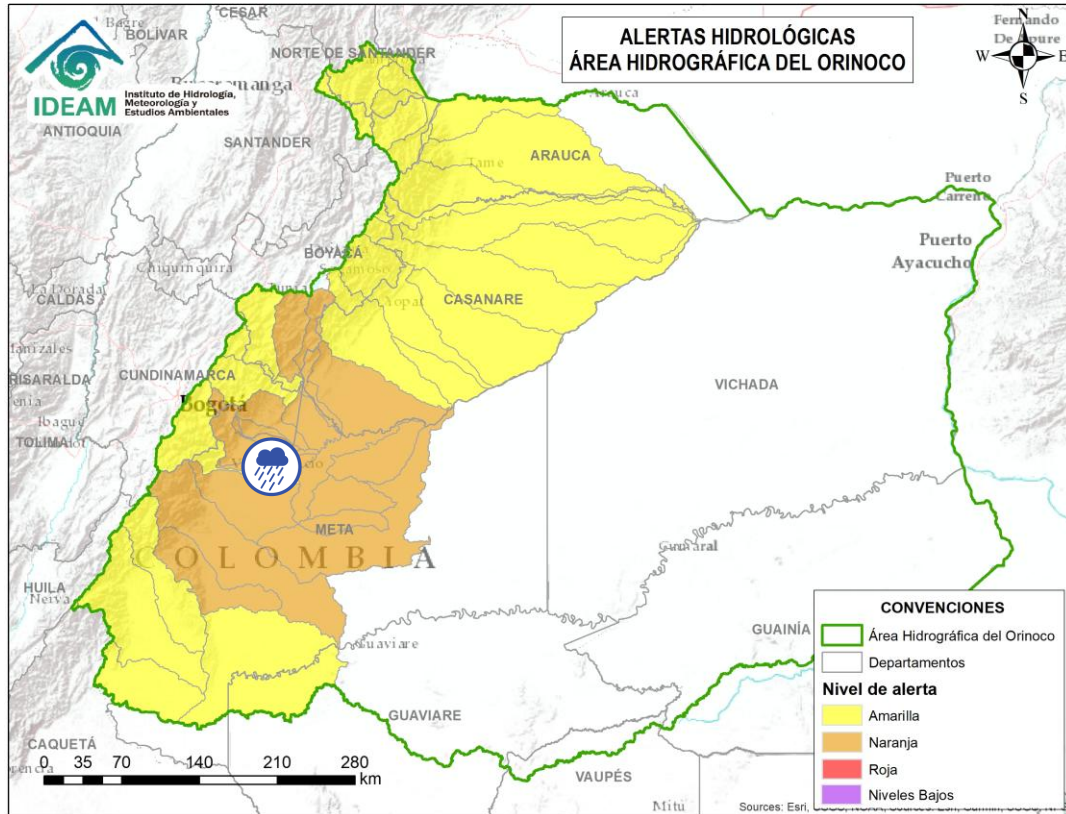 ALERTAS HIDROLÓGICAS
ÁREA HIDROGRÁFICA DEL ORINOCO
IDEAM
Instituto de Hidrología,
Meteorología y
Estudios Ambientales
N
W E
S
CESAR
BOLÍVAR
NORTE DE SANTANDER
Fernando
De Apure
Arauca
ANTIOQUIA
SANTANDER
ARAUCA
Tame
Puerto
Carreño
BOYACÁ
Puerto
Ayacucho
Chiquinquira
La Dorada
CALDAS
Yopal
CASANARE
Manizales
RISARALDA
CUNDINAMARCA
VICHADA
Bogotá
Ibague
TOLIMA
META
COLOMBIA
HUILA
Neiva
Guaviare
GUAINÍA
GUAVIARE
CAQUETÁ
VAUPÉS
Mitú
0 35 70 140 210 280
km
CONVENCIONES
Área Hidrográfica del Orinoco
Departamentos
Nivel de alerta
Amarilla
Naranja
Roja
Niveles Bajos
Sources: Esri,